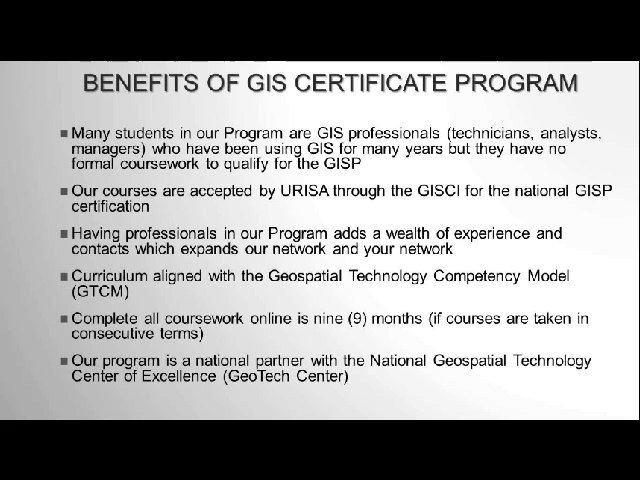 BENEFITS OF GIS CERTIFICATE PROGRAM
Many students in our Program are GIS professionals (technicians, analysts,
managers) who have been using GIS for many years but they have no
formal coursework to qualify for the GISP
Our courses are accepted by URISA through the GISCI for the national GISP
certification
Having professionals in our Program adds a wealth of experience and
contacts which expands our network and your network
Curriculum aligned with the Geospatial Technology Competency Model
(GTCM)
Complete all coursework online is nine (9) months (if courses are taken in
consecutive terms)
Our program is a national partner with the National Geospatial Technology
Center of Excellence (GeoTech Center)